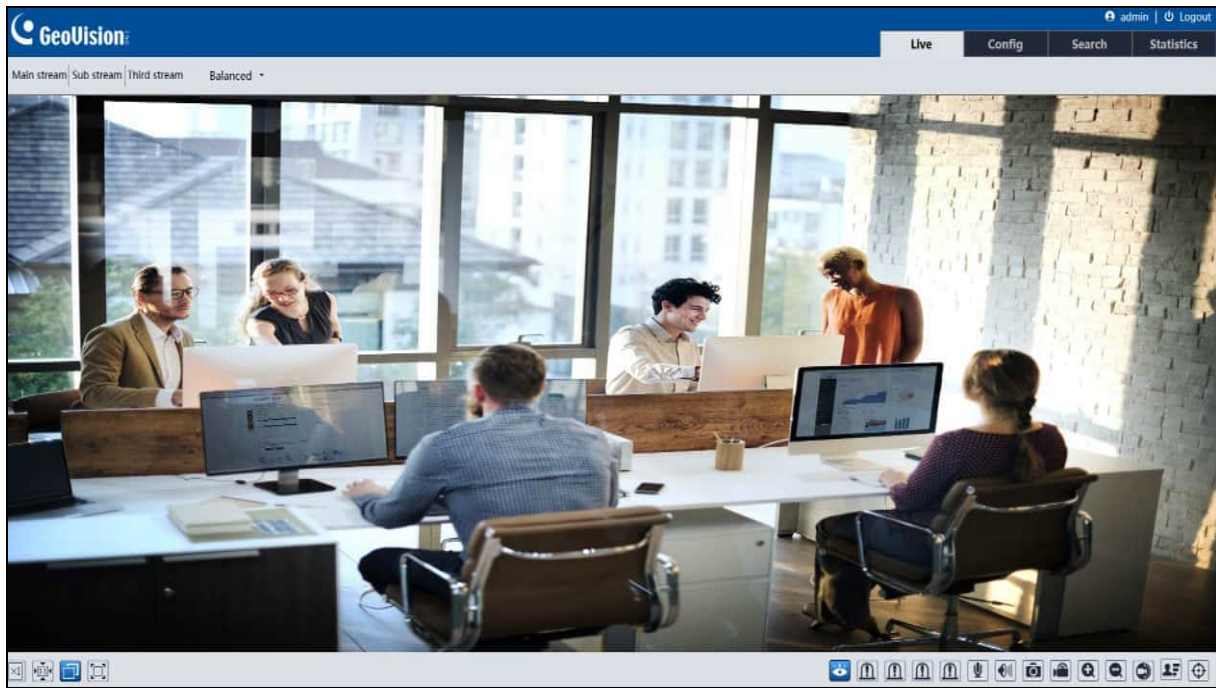 GeoVision
admin | Logout
Live Config Search Statistics
Main stream Sub stream Third stream Balanced